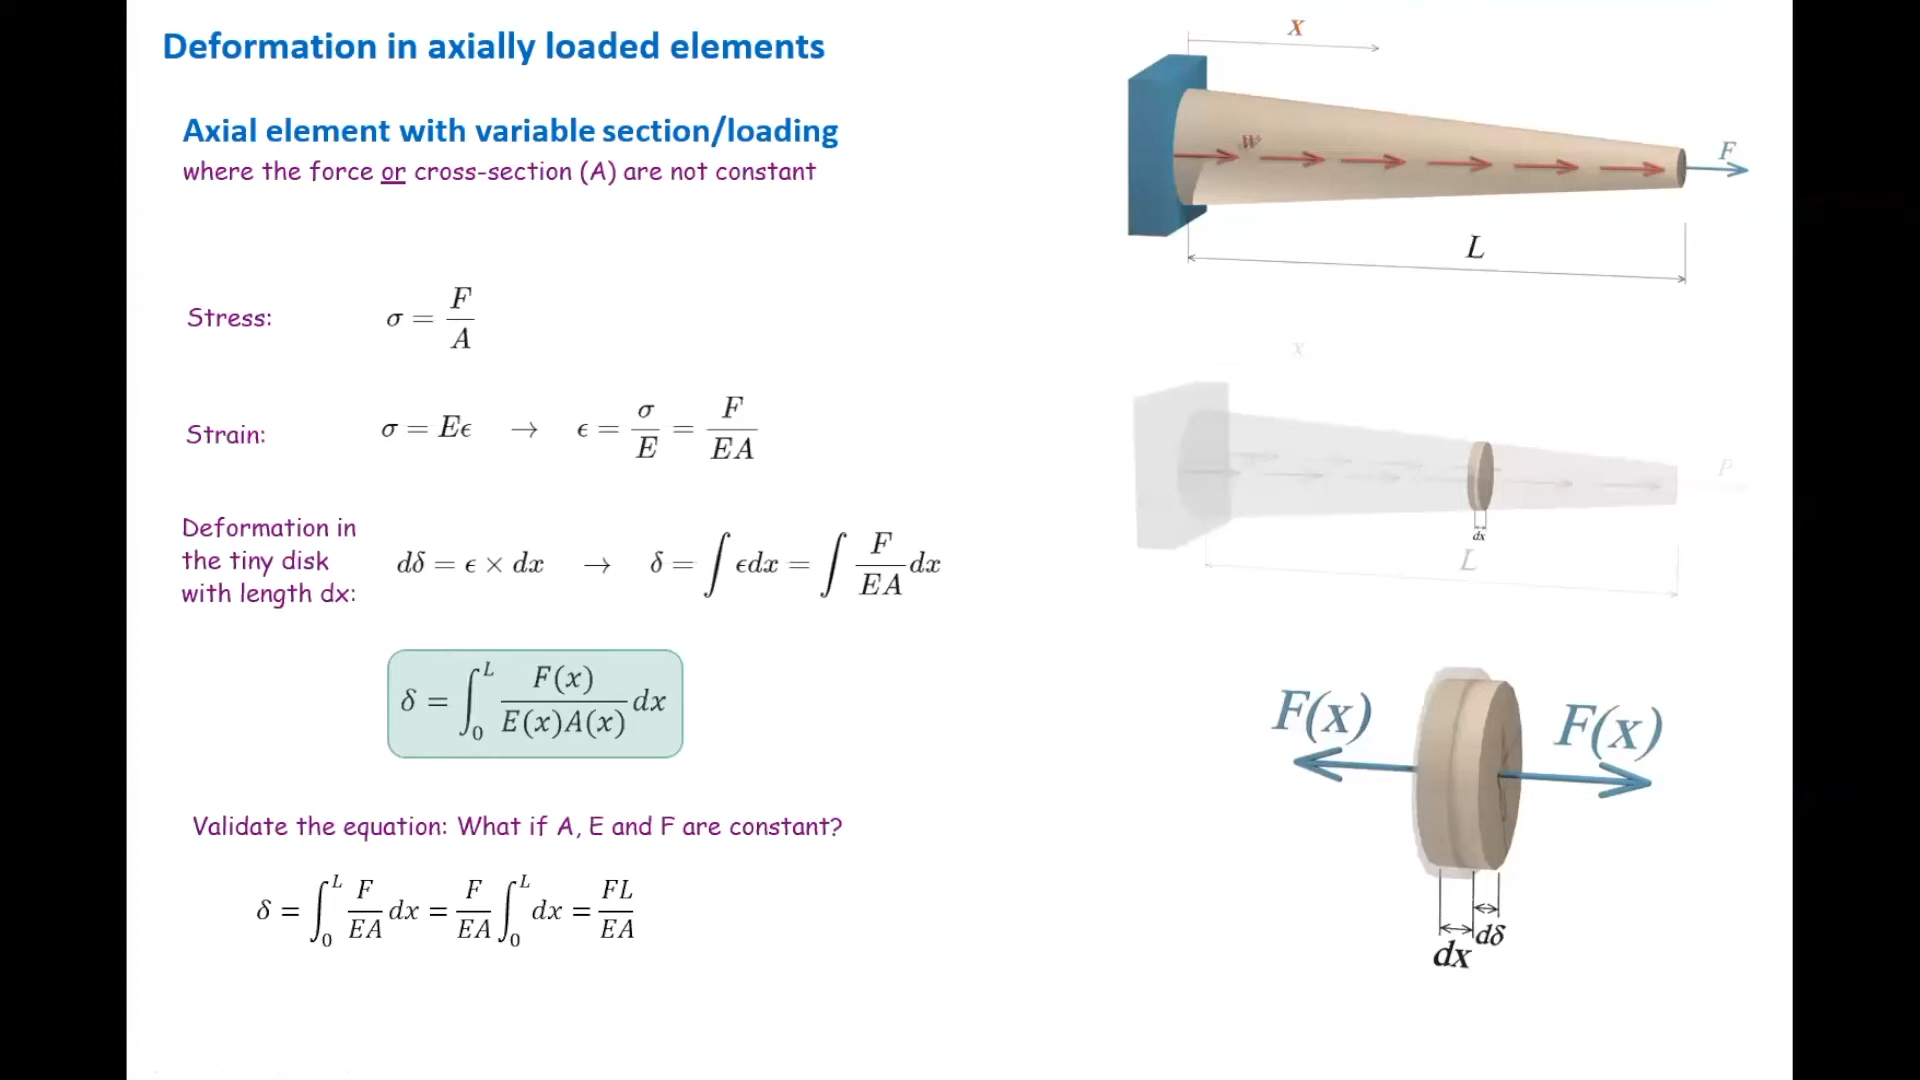 Deformation in axially loaded elements
Axial element with variable section/loading
where the force or cross-section (A) are not constant
Stress: σ = F/A
Strain: σ = Eϵ → ϵ = σ/E = F/EA
Deformation in
the tiny disk
with length dx:
dδ = ϵ × dx → δ = ∫ ϵdx = ∫ F/EA dx
δ = ∫₀ᴸ F(x)/E(x)A(x) dx
Validate the equation: What if A, E and F are constant?
δ = ∫₀ᴸ F/EA dx = F/EA ∫₀ᴸ dx = FL/EA
x
W
F
L
x
P
dx
L
F(x)
F(x)
dδ
dx